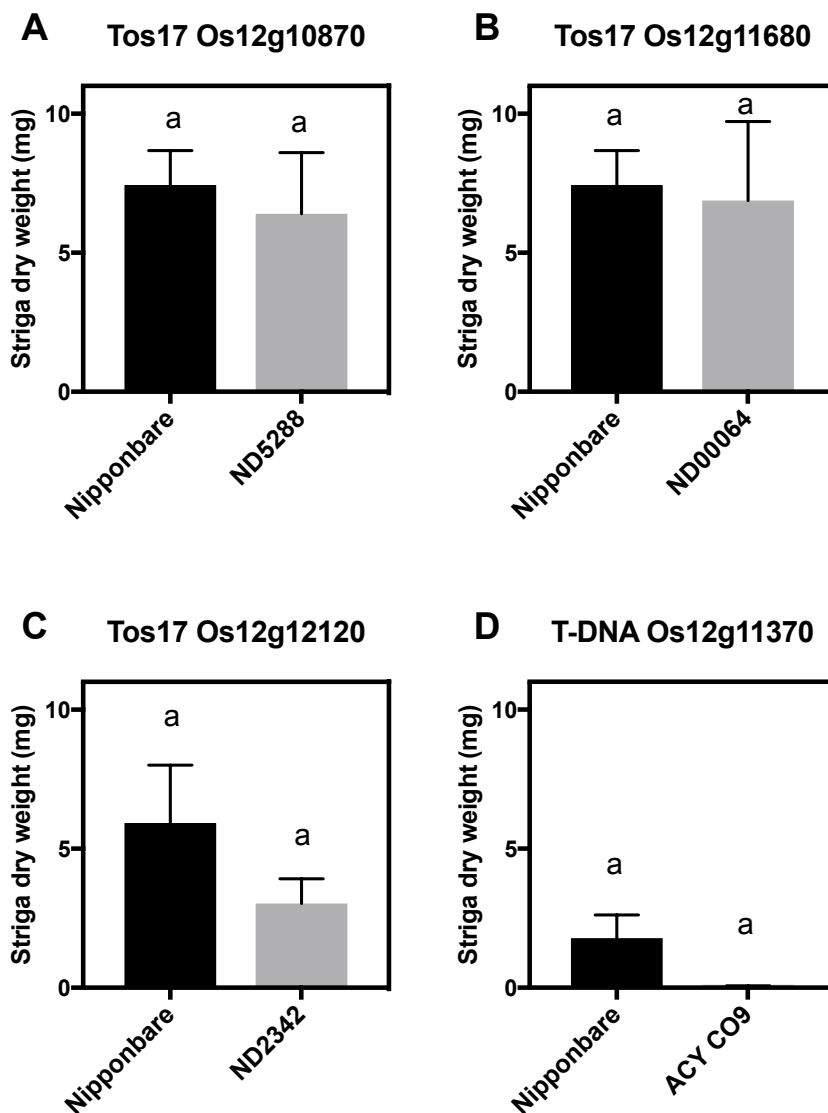 A Tos17 Os12g10870
Striga dry weight (mg)
10
5
0
a a
Nipponbare ND5288
B Tos17 Os12g11680
Striga dry weight (mg)
10
5
0
a a
Nipponbare ND00064
C Tos17 Os12g12120
Striga dry weight (mg)
10
5
0
a
a
Nipponbare ND2342
D T-DNA Os12g11370
Striga dry weight (mg)
10
5
0
a
a
Nipponbare ACY CO9